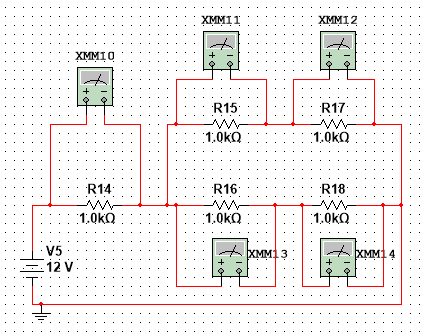 XMM11
XMM12
XMM10
R15
1.0kΩ
R17
1.0kΩ
R14
1.0kΩ
R16
1.0kΩ
R18
1.0kΩ
XMM13
XMM14
V5
12 V